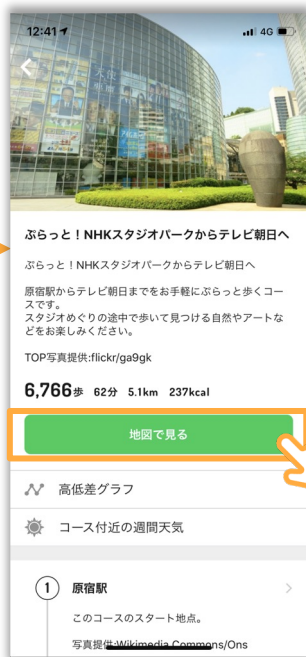 12:41
4G
ぷらっと！NHKスタジオパークからテレビ朝日へ
ぷらっと！NHKスタジオパークからテレビ朝日へ
原宿駅からテレビ朝日までをお手軽にぷらっと歩くコー
スです。
スタジオめぐりの途中で歩いて見つける自然やアートな
どをお楽しみください。
TOP写真提供:flickr/ga9gk
6,766歩 62分 5.1km 237kcal
地図で見る
高低差グラフ
コース付近の週間天気
1 原宿駅
このコースのスタート地点。
写真提供:Wikimedia Commons/Ons